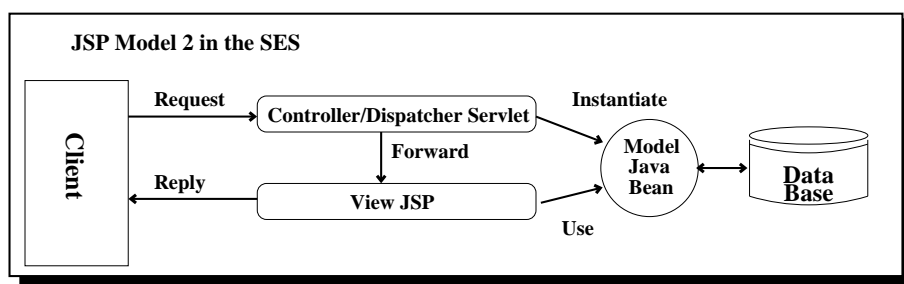 JSP Model 2 in the SES
Request
Controller/Dispatcher Servlet
Instantiate
Client
Forward
Model
Java
Bean
Data
Base
Reply
View JSP
Use